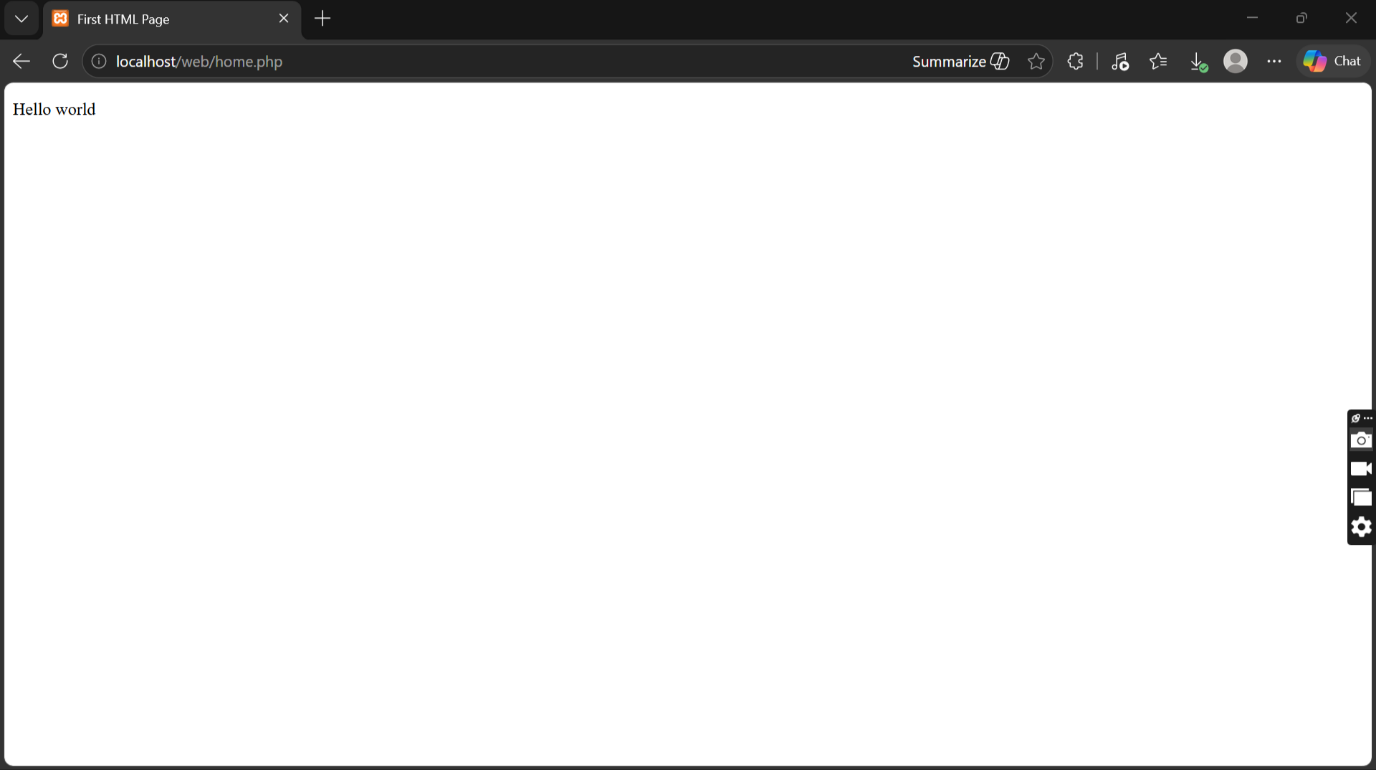 First HTML Page
localhost/web/home.php
Summarize
Chat
Hello world